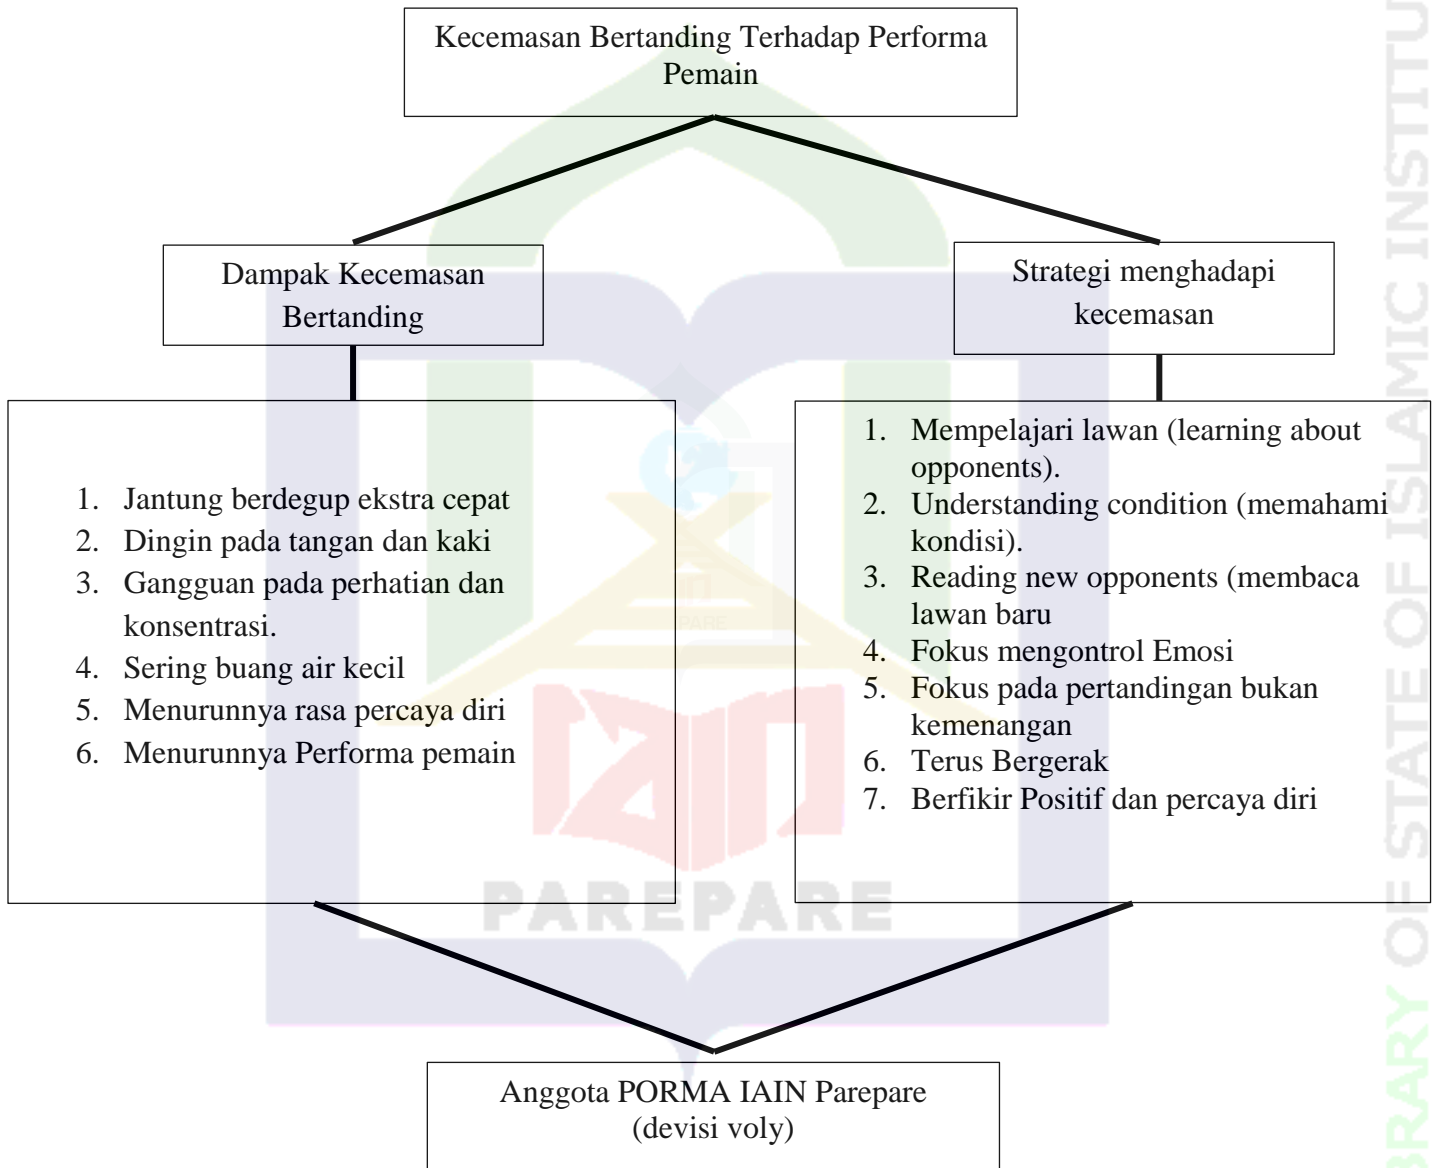 Kecemasan Bertanding Terhadap Performa
Pemain
Dampak Kecemasan
Bertanding
Strategi menghadapi
kecemasan
1. Jantung berdegup ekstra cepat
2. Dingin pada tangan dan kaki
3. Gangguan pada perhatian dan
konsentrasi.
4. Sering buang air kecil
5. Menurunnya rasa percaya diri
6. Menurunnya Performa pemain
1. Mempelajari lawan (learning about
opponents).
2. Understanding condition (memahami
kondisi).
3. Reading new opponents (membaca
lawan baru
4. Fokus mengontrol Emosi
5. Fokus pada pertandingan bukan
kemenangan
6. Terus Bergerak
7. Berfikir Positif dan percaya diri
Anggota PORMA IAIN Parepare
(devisi voly)
iain
PAREPARE
OF STATE OF ISLAMIC